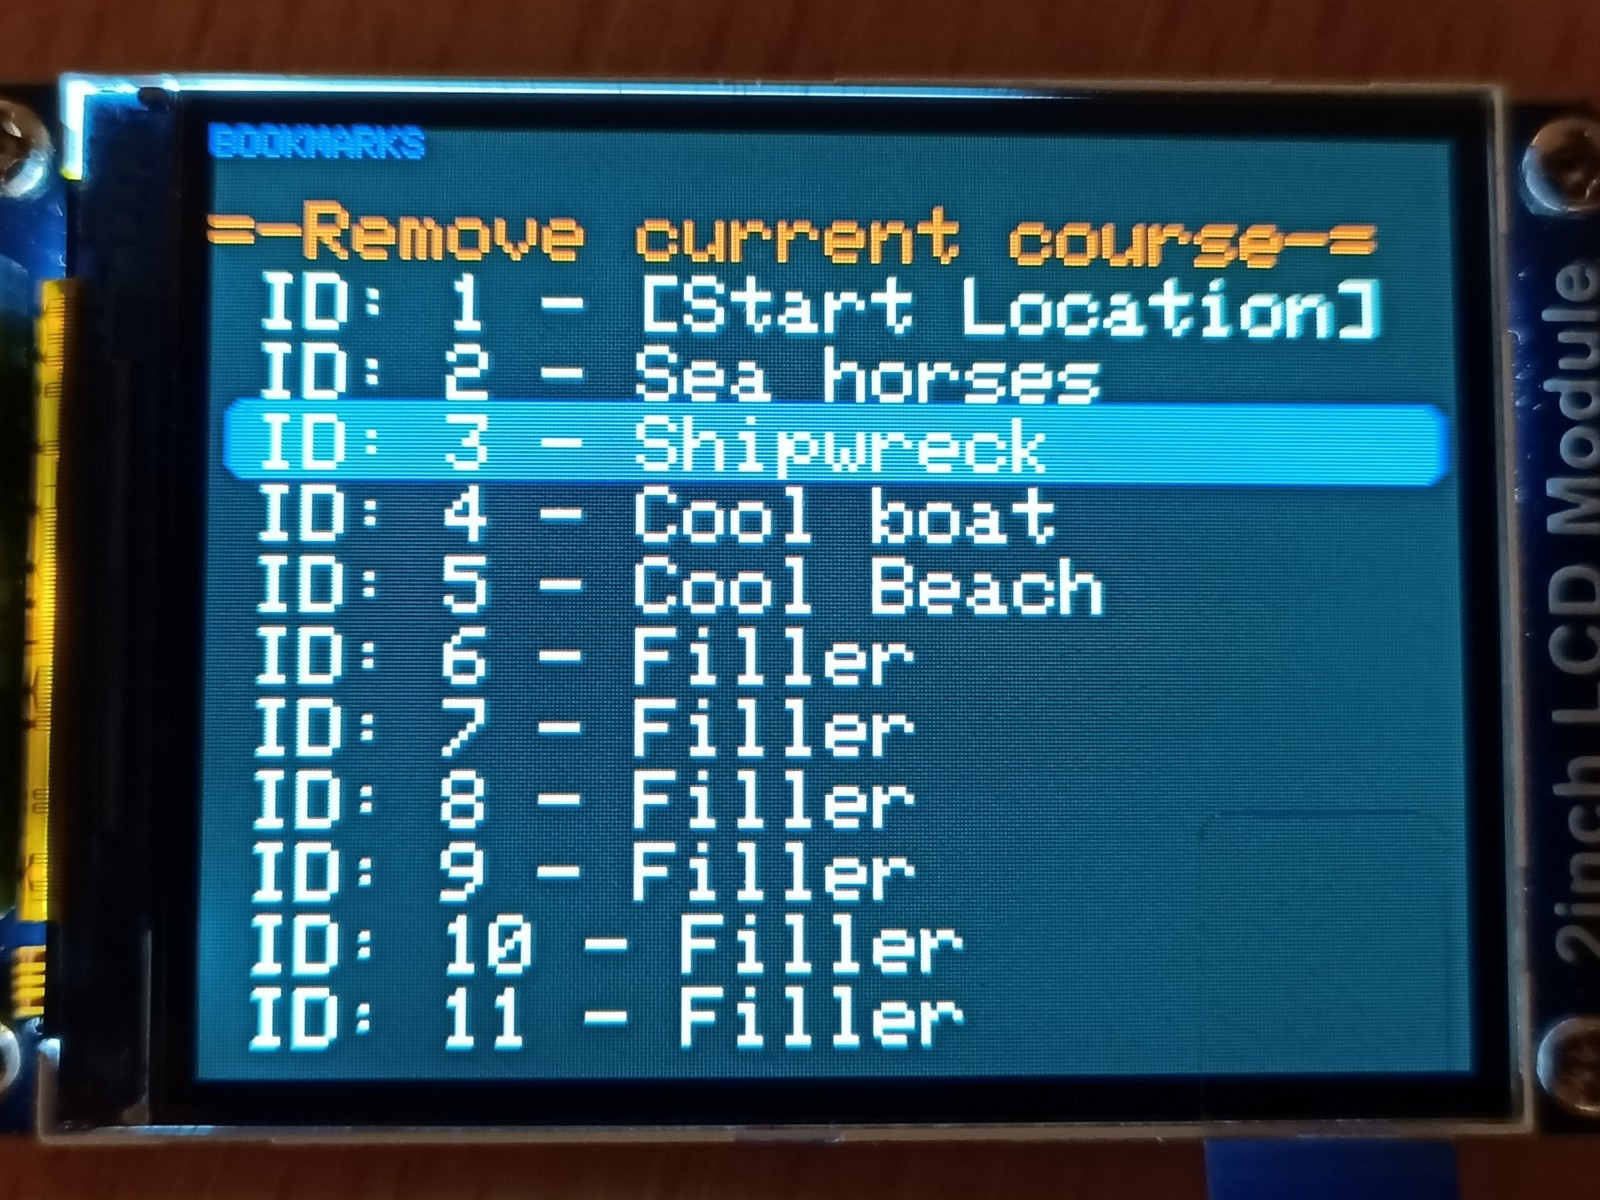 BOOKMARKS
=-Remove current course-=
ID: 1 - [Start Location]
ID: 2 - Sea horses
ID: 3 - Shipwreck
ID: 4 - Cool boat
ID: 5 - Cool Beach
ID: 6 - Filler
ID: 7 - Filler
ID: 8 - Filler
ID: 9 - Filler
ID: 10 - Filler
ID: 11 - Filler
2inch LCD Module